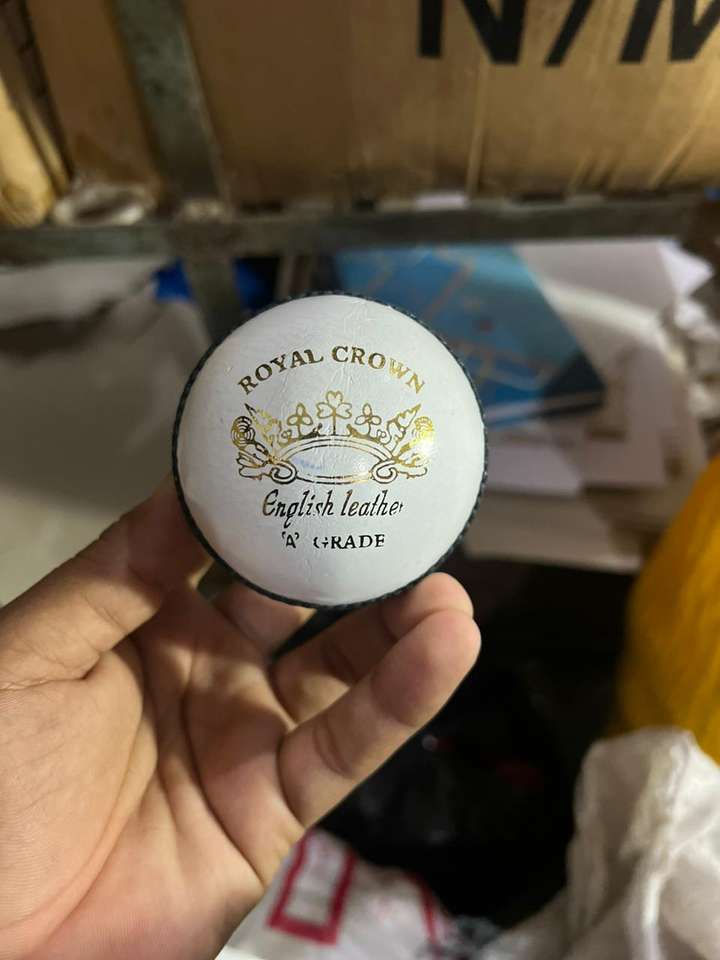 ROYAL CROWN
English leather
'A' GRADE